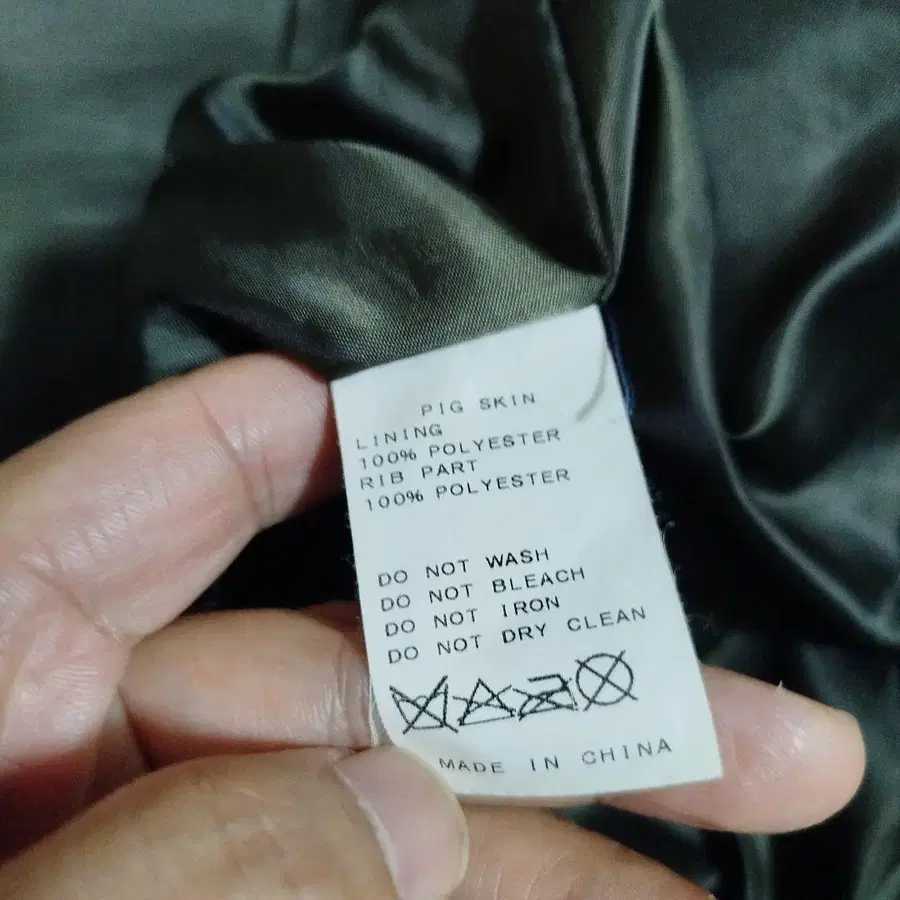 PIG SKIN
LINING
100% POLYESTER
RIB PART
100% POLYESTER
DO NOT WASH
DO NOT BLEACH
DO NOT IRON
DO NOT DRY CLEAN
MADE IN CHINA